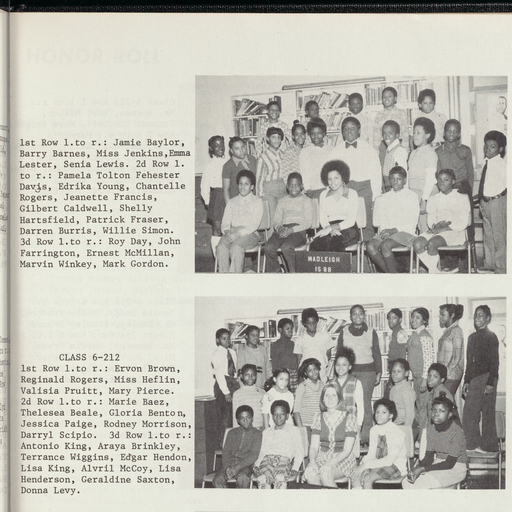 HONOR ROLL
1st Row l.to r.: Jamie Baylor,
Barry Barnes, Miss Jenkins,Emma
Lester, Senia Lewis. 2d Row l.
to r.: Pamela Tolton Fehester
Davis, Edrika Young, Chantelle
Rogers, Jeanette Francis,
Gilbert Caldwell, Shelly
Hartsfield, Patrick Fraser,
Darren Burris, Willie Simon.
3d Row l.to r.: Roy Day, John
Farrington, Ernest McMillan,
Marvin Winkey, Mark Gordon.
MADLEIGH
IS 88
CLASS 6-212
1st Row l.to r.: Ervon Brown,
Reginald Rogers, Miss Heflin,
Valisia Pruitt, Mary Pierce.
2d Row l.to r.: Marie Baez,
Thelesea Beale, Gloria Benton,
Jessica Paige, Rodney Morrison,
Darryl Scipio. 3d Row l.to r.:
Antonio King, Araya Brinkley,
Terrance Wiggins, Edgar Hendon,
Lisa King, Alvril McCoy, Lisa
Henderson, Geraldine Saxton,
Donna Levy.